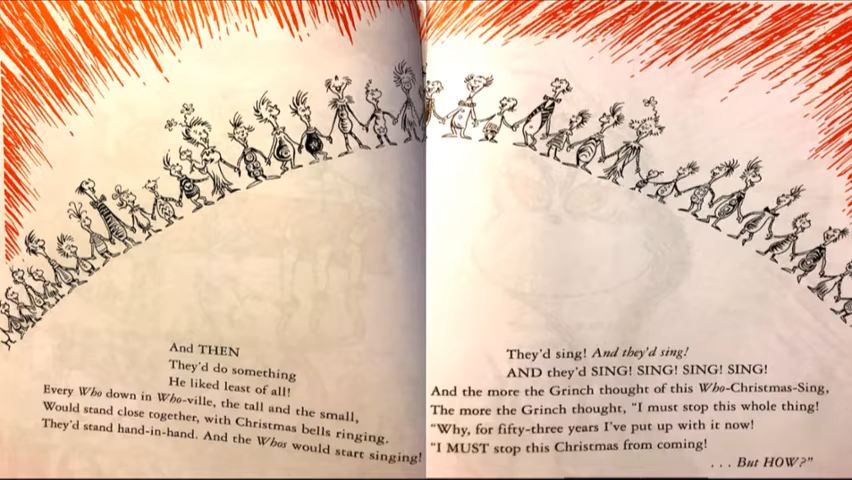 And THEN
They'd do something
He liked least of all!
Every Who down in Who-ville, the tall and the small,
Would stand close together, with Christmas bells ringing.
They'd stand hand-in-hand. And the Whos would start singing!
They'd sing! And they'd sing!
AND they'd SING! SING! SING! SING!
And the more the Grinch thought of this Who-Christmas-Sing,
The more the Grinch thought, "I must stop this whole thing!
"Why, for fifty-three years I've put up with it now!
"I MUST stop this Christmas from coming!
. . . But HOW?"